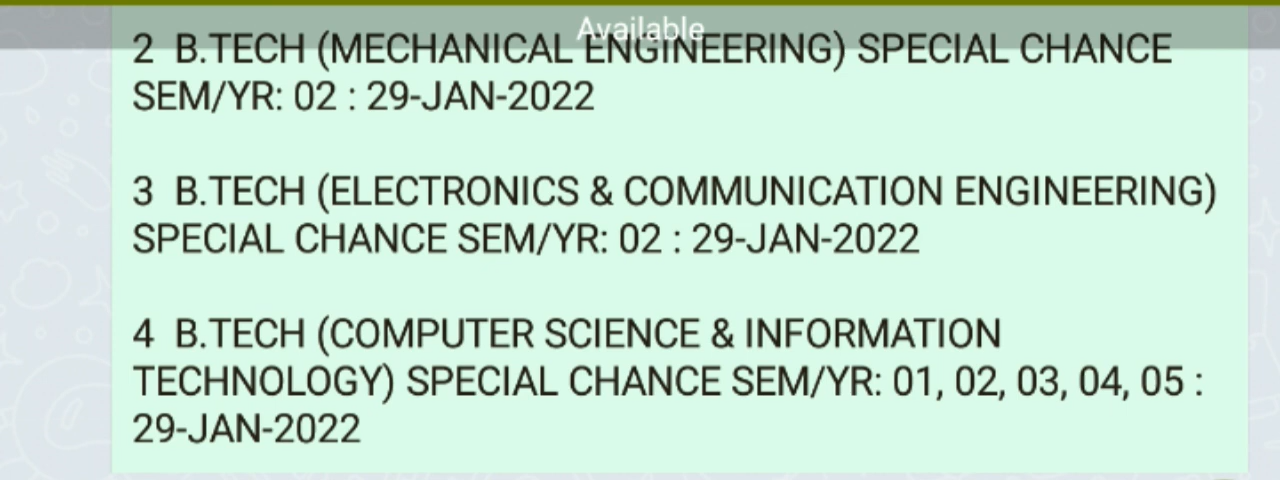 Available
2 B.TECH (MECHANICAL ENGINEERING) SPECIAL CHANCE
SEM/YR: 02 : 29-JAN-2022
3 B.TECH (ELECTRONICS & COMMUNICATION ENGINEERING)
SPECIAL CHANCE SEM/YR: 02 : 29-JAN-2022
4 B.TECH (COMPUTER SCIENCE & INFORMATION
TECHNOLOGY) SPECIAL CHANCE SEM/YR: 01, 02, 03, 04, 05 :
29-JAN-2022